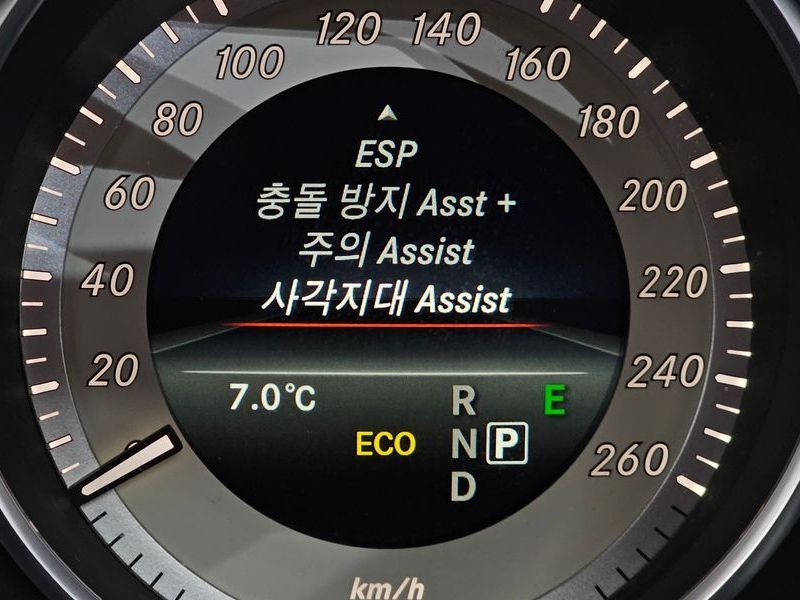 120 140
100 160
80 180
60 200
40 220
20 240
260
ESP
충돌 방지 Asst +
주의 Assist
사각지대 Assist
7.0°C
R E
ECO N P
D
km/h